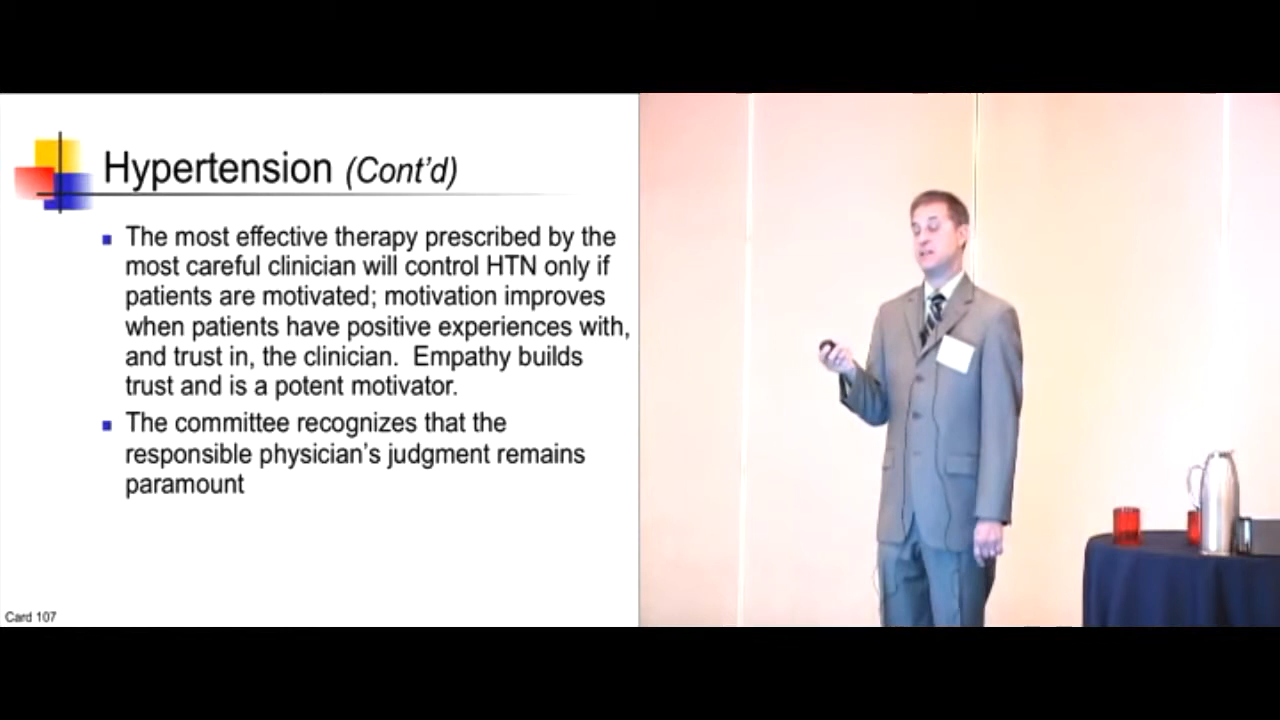 Hypertension (Cont’d)
The most effective therapy prescribed by the
most careful clinician will control HTN only if
patients are motivated; motivation improves
when patients have positive experiences with,
and trust in, the clinician.  Empathy builds
trust and is a potent motivator.
The committee recognizes that the
responsible physician’s judgment remains
paramount
Card 107